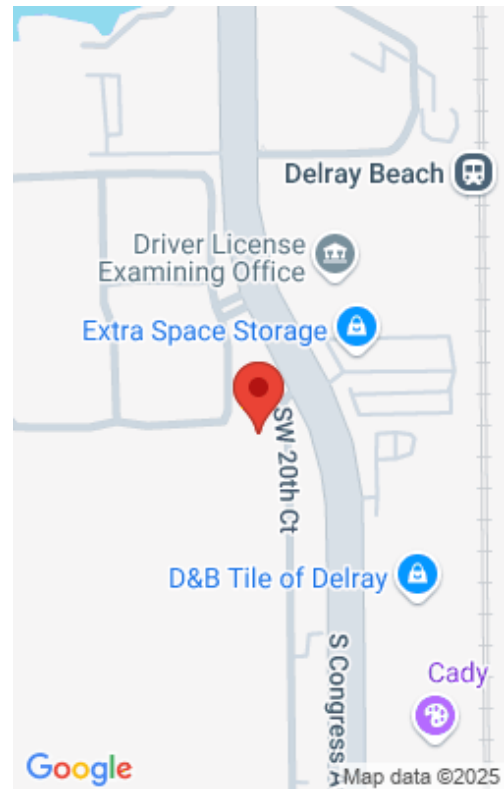 Delray Beach
Driver License
Examining Office
Extra Space Storage
SW 20th Ct
D&B Tile of Delray
S Congress A
Cady
Google
Map data ©2025